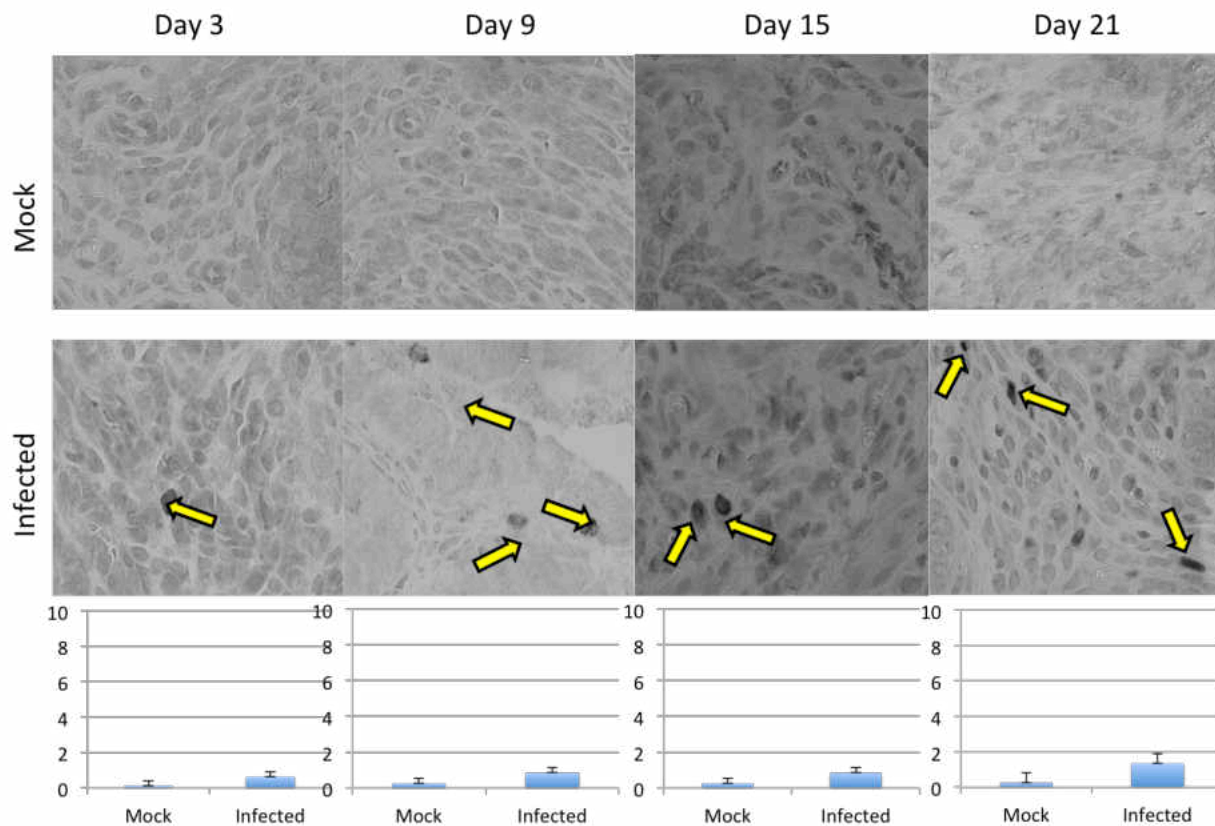 Day 3 Day 9 Day 15 Day 21
Mock
Infected
10 10 10 10
8 8 8 8
6 6 6 6
4 4 4 4
2 2 2 2
0 0 0 0
Mock Infected Mock Infected Mock Infected Mock Infected